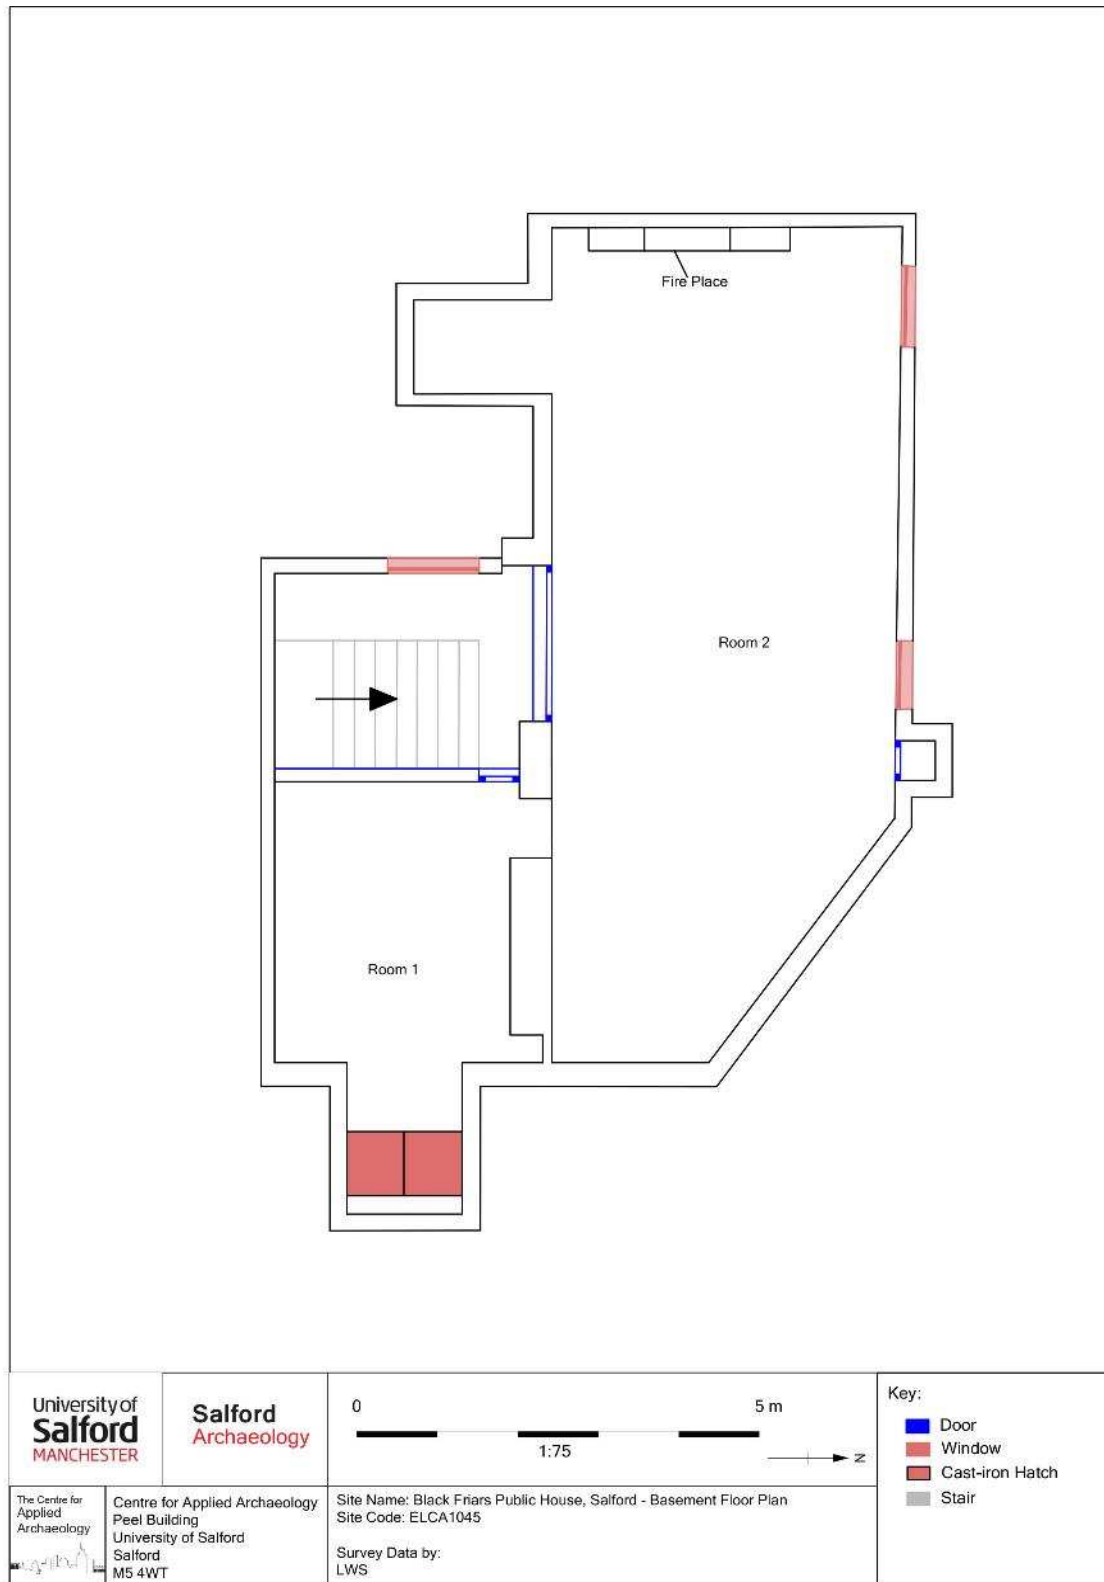 Fire Place
Room 2
Room 1
University of
Salford
MANCHESTER
Salford
Archaeology
0
5 m
1:75
N
Key:
Door
Window
Cast-iron Hatch
Stair
The Centre for
Applied
Archaeology
Centre for Applied Archaeology
Peel Building
University of Salford
Salford
M5 4WT
Site Name: Black Friars Public House, Salford - Basement Floor Plan
Site Code: ELCA1045
Survey Data by:
LWS